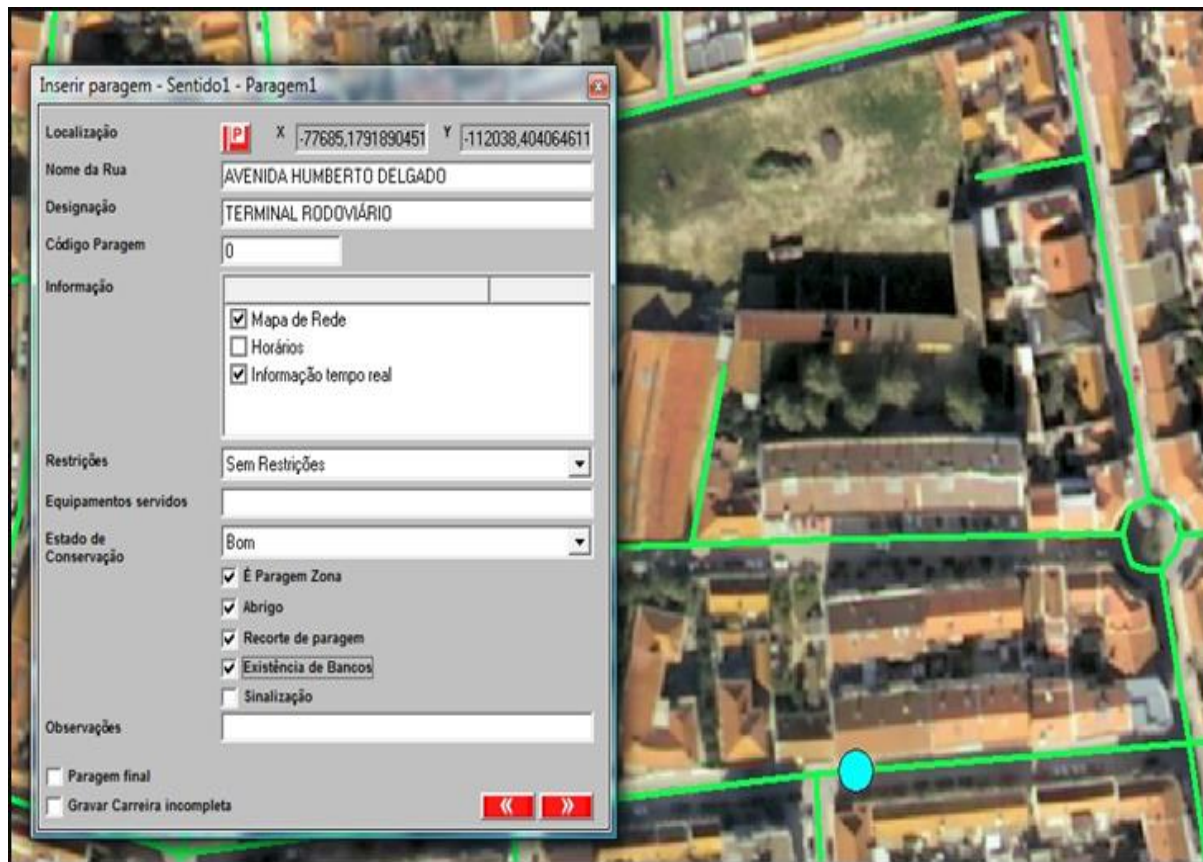 Inserir paragem - Sentido1 - Paragem1
Localização P X -77685,1791890451 Y -112038,404064611
Nome da Rua AVENIDA HUMBERTO DELGADO
Designação TERMINAL RODOVIÁRIO
Código Paragem 0
Informação
Mapa de Rede
Horários
Informação tempo real
Restrições Sem Restrições
Equipamentos servidos
Estado de
Conservação Bom
É Paragem Zona
Abrigo
Recorte de paragem
Existência de Bancos
Sinalização
Observações
Paragem final
Gravar Carreira incompleta « »